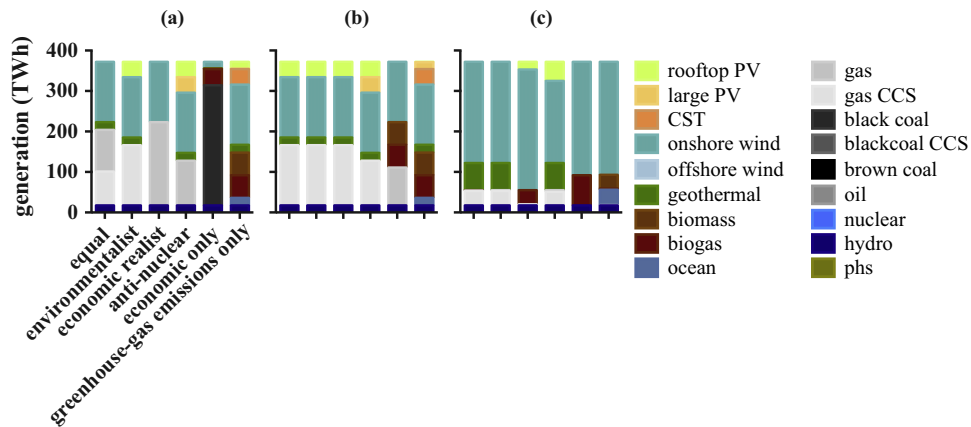 (a) (b) (c)
generation (TWh)
400
300
200
100
0
equal
environmentalist
economic realist
anti-nuclear
economic only
greenhouse-gas emissions only
rooftop PV
large PV
CST
onshore wind
offshore wind
geothermal
biomass
biogas
ocean
gas
gas CCS
black coal
blackcoal CCS
brown coal
oil
nuclear
hydro
phs